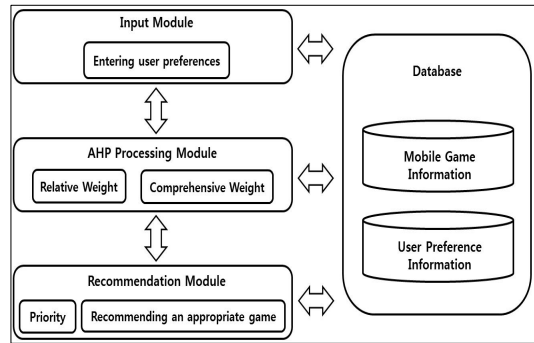 Input Module
Entering user preferences
AHP Processing Module
Relative Weight
Comprehensive Weight
Recommendation Module
Priority
Recommending an appropriate game
Database
Mobile Game
Information
User Preference
Information